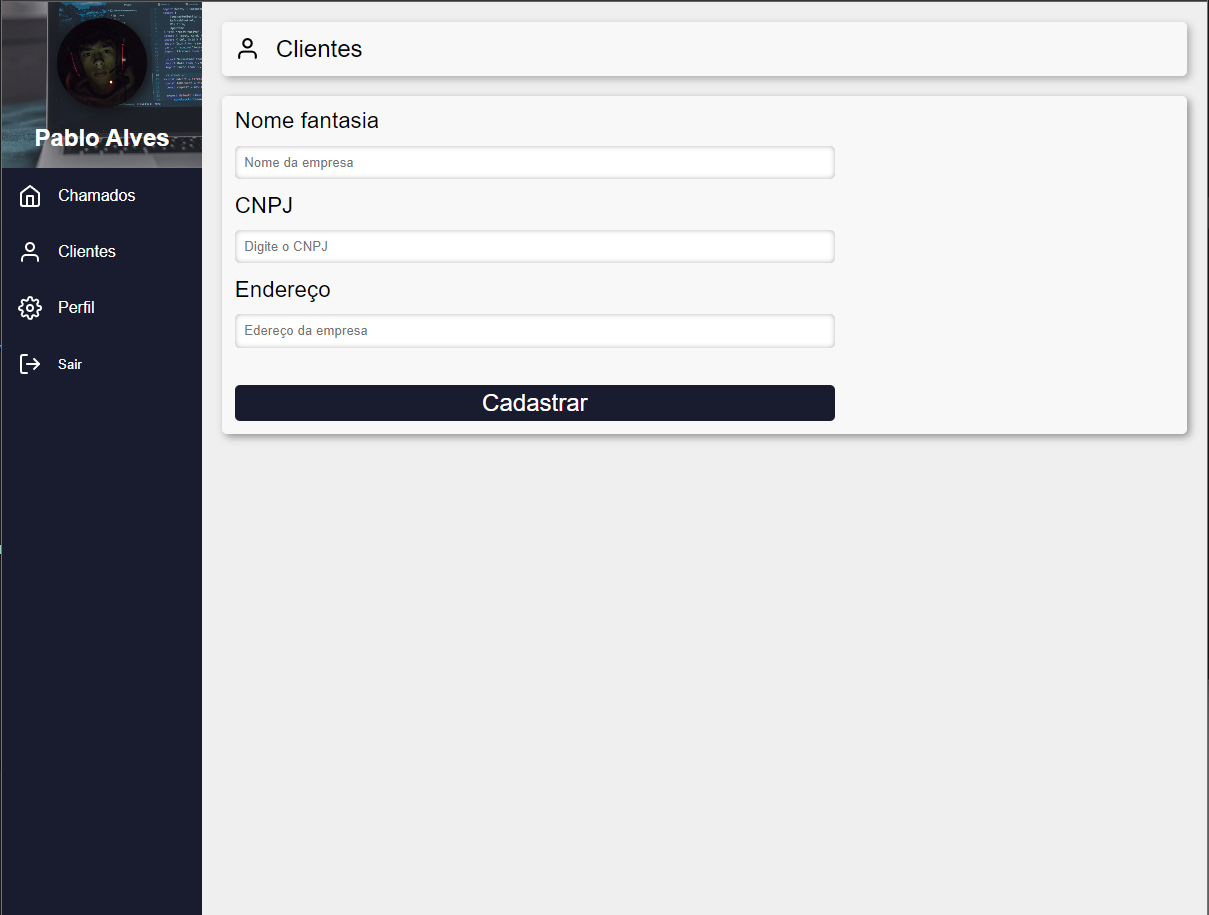 Pablo Alves
Chamados
Clientes
Perfil
Sair
Clientes
Nome fantasia
Nome da empresa
CNPJ
Digite o CNPJ
Endereço
Edereço da empresa
Cadastrar